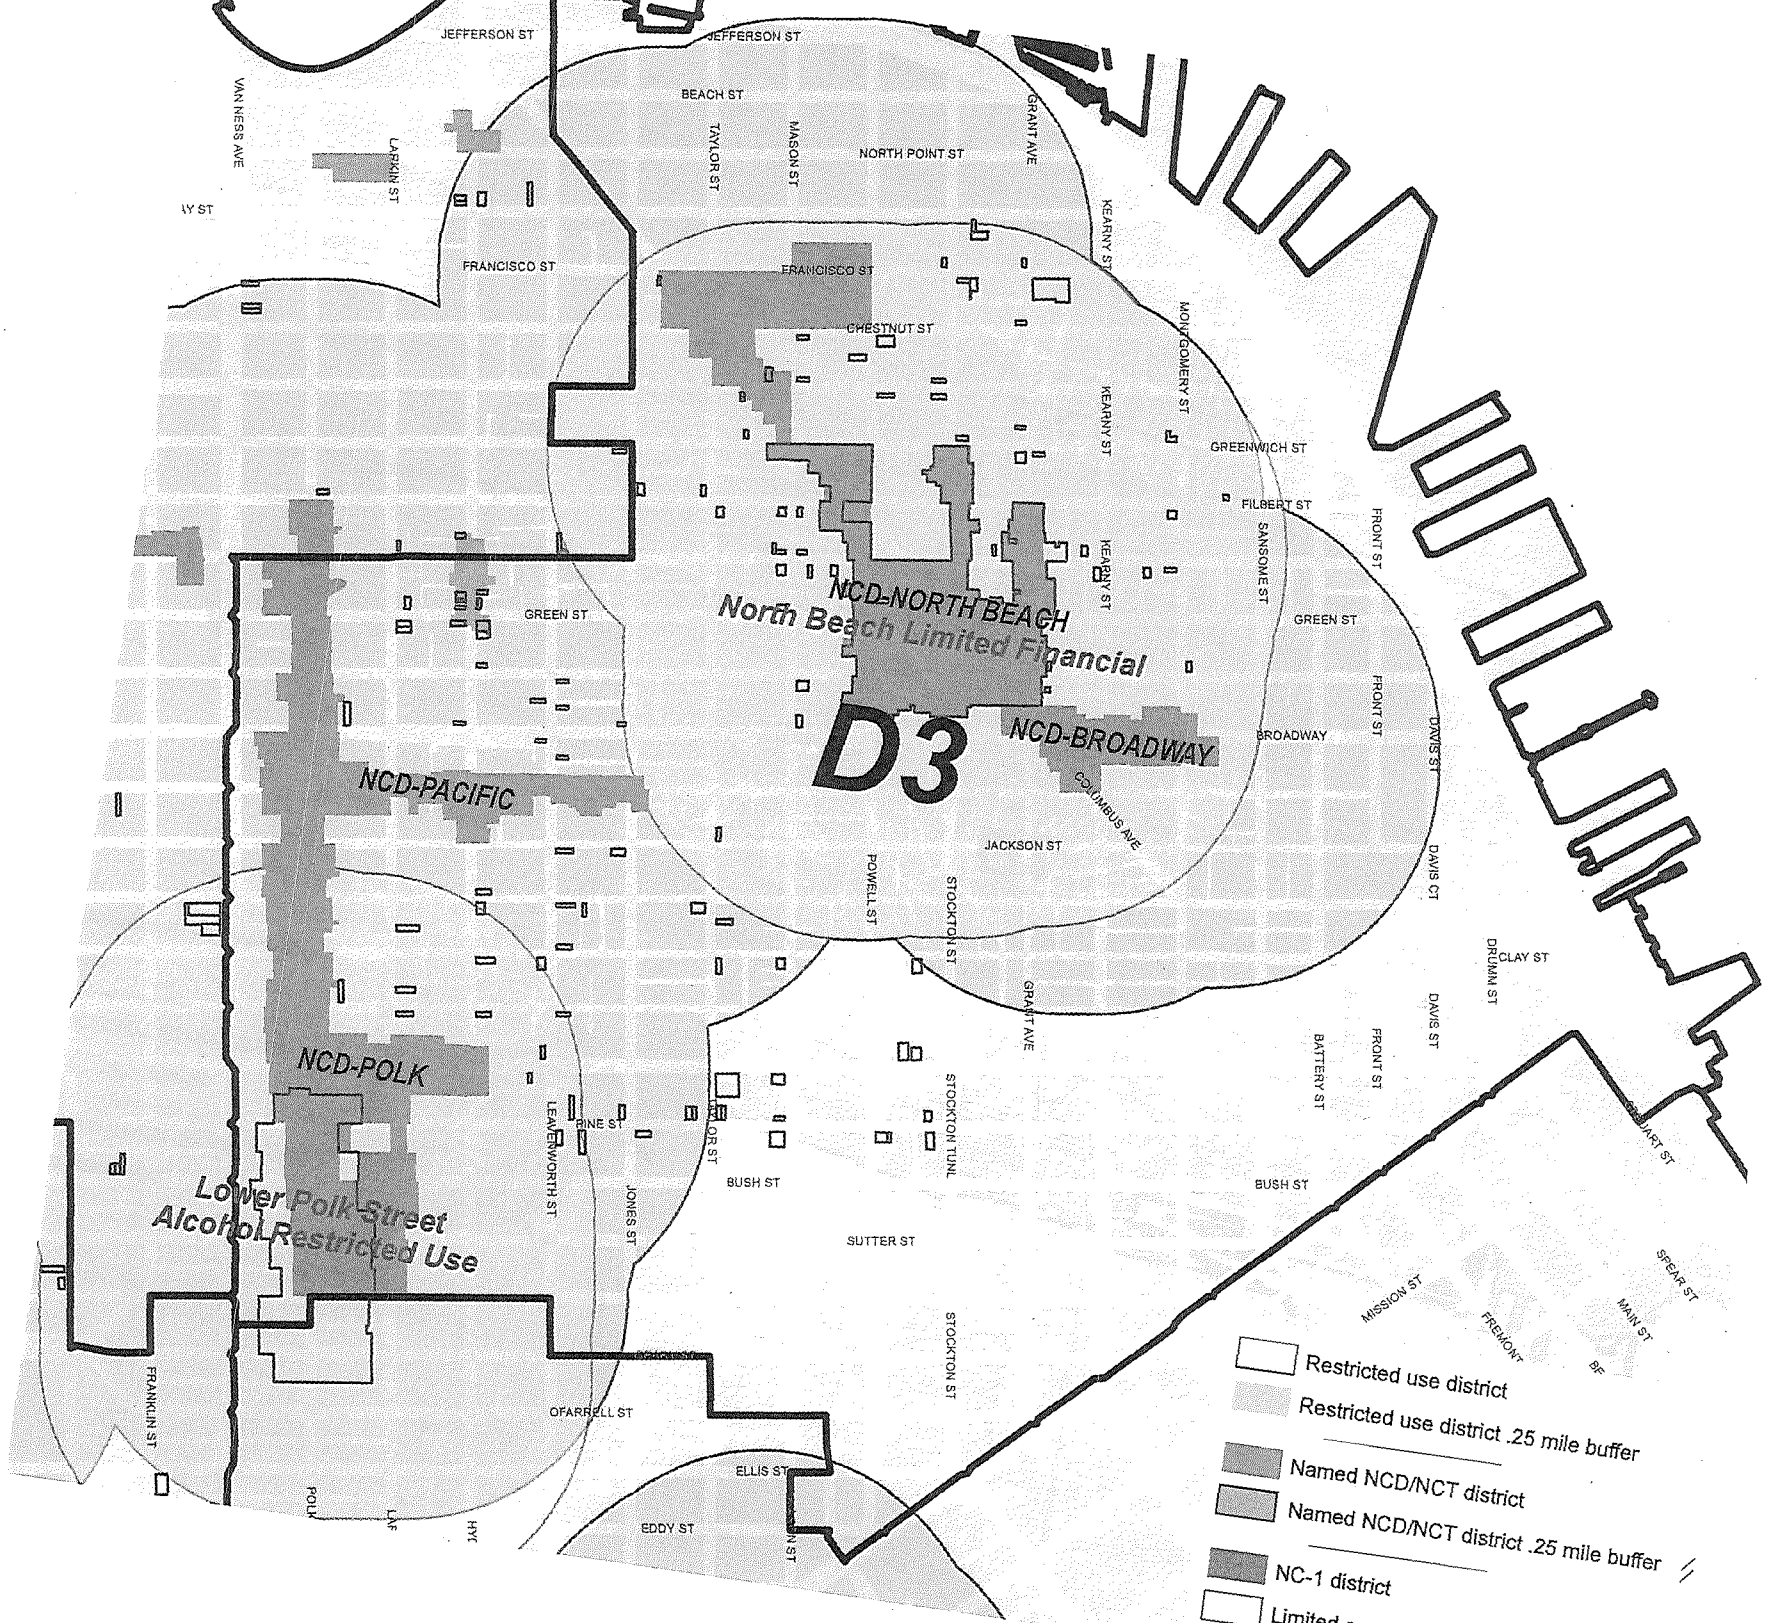 JEFFERSON ST
JEFFERSON ST
VAN NESS AVE
BEACH ST
GRANT AVE
TAYLOR ST
MASON ST
LARKIN ST
NORTH POINT ST
KEARNY ST
FRANCISCO ST
FRANCISCO ST
CHESTNUT ST
MONTGOMERY ST
KEARNY ST
GREENWICH ST
FILBERT ST
FRONT ST
SANSOME ST
KEARNY ST
NCD-NORTH BEACH
North Beach Limited Financial
GREEN ST
GREEN ST
FRONT ST
D3
NCD-BROADWAY
BROADWAY
DAVIS ST
NCD-PACIFIC
COLUMBUS AVE
JACKSON ST
POWELL ST
STOCKTON ST
DAVIS CT
DRUMM ST
CLAY ST
GRANT AVE
DAVIS ST
BATTERY ST
FRONT ST
NCD-POLK
LEAVENWORTH ST
PINE ST
STOCKTON TUNL
BUSH ST
BUSH ST
Lower Polk Street
Alcohol Restricted Use
JONES ST
SUTTER ST
SPEAR ST
MISSION ST
MAIN ST
FREMONT
STOCKTON ST
FRANKLIN ST
OFARRELL ST
ELLIS ST
POLK
EDDY ST
Restricted use district
Restricted use district .25 mile buffer
Named NCD/NCT district
Named NCD/NCT district .25 mile buffer
NC-1 district